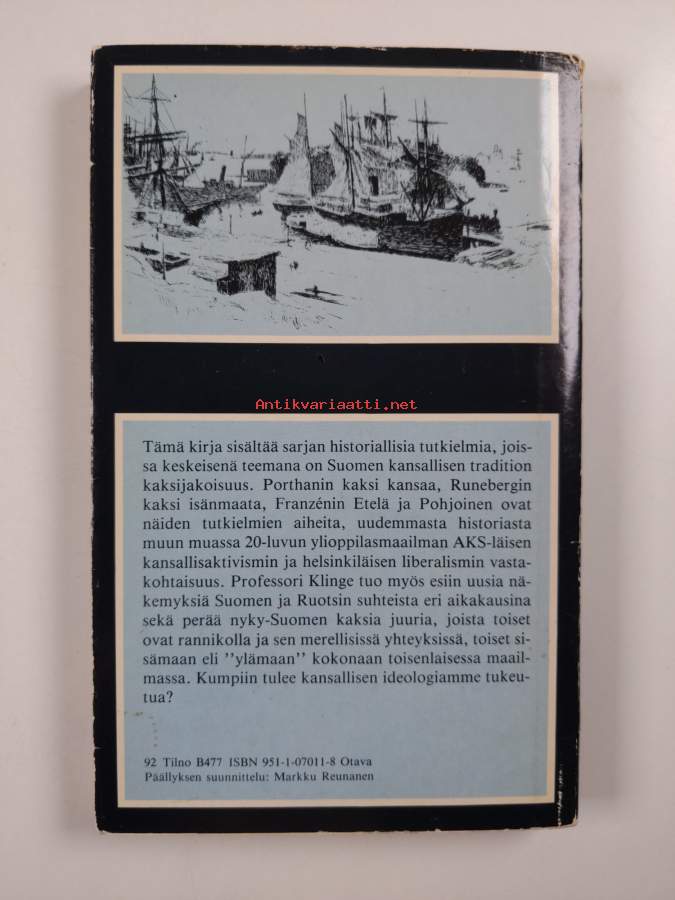 Antikvariaatti.net
Tämä kirja sisältää sarjan historiallisia tutkielmia, jois-
sa keskeisenä teemana on Suomen kansallisen tradition
kaksijakoisuus. Porthanin kaksi kansaa, Runebergin
kaksi isänmaata, Franzénin Etelä ja Pohjoinen ovat
näiden tutkielmien aiheita, uudemmasta historiasta
muun muassa 20-luvun ylioppilasmaailman AKS-läisen
kansallisaktivismin ja helsinkiläisen liberalismin vasta-
kohtaisuus. Professori Klinge tuo myös esiin uusia nä-
kemyksiä Suomen ja Ruotsin suhteista eri aikakausina
sekä perää nyky-Suomen kaksia juuria, joista toiset
ovat rannikolla ja sen merellisissä yhteyksissä, toiset si-
sämaan eli ”ylämaan” kokonaan toisenlaisessa maail-
massa. Kumpiin tulee kansallisen ideologiamme tukeu-
tua?
92 Tilno B477 ISBN 951-1-07011-8 Otava
Päällyksen suunnittelu: Markku Reunanen